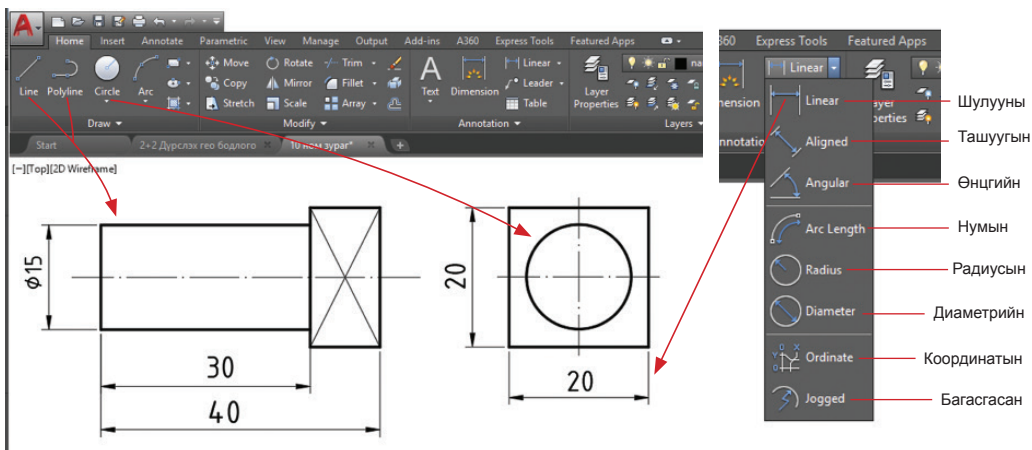 A
Home Insert Annotate Parametric View Manage Output Add-ins A360 Express Tools Featured Apps
Line Polyline Circle Arc
Move Rotate Trim
Copy Mirror Fillet
Stretch Scale Array
A Text Dimension
Linear
Leader
Table
Layer Properties
Draw Modify Annotation Layers
Start 2+2 Дүрслэх гео бодлого 10 ком зураг* +
[−][Top][2D Wireframe]
ϕ15
30
40
20
20
360 Express Tools Featured Apps
Linear
Linear Шулууны
Aligned Ташуугын
Angular Өнцгийн
Arc Length Нумын
Radius Радиусын
Diameter Диаметрийн
Ordinate Координатын
Jogged Багасгасан